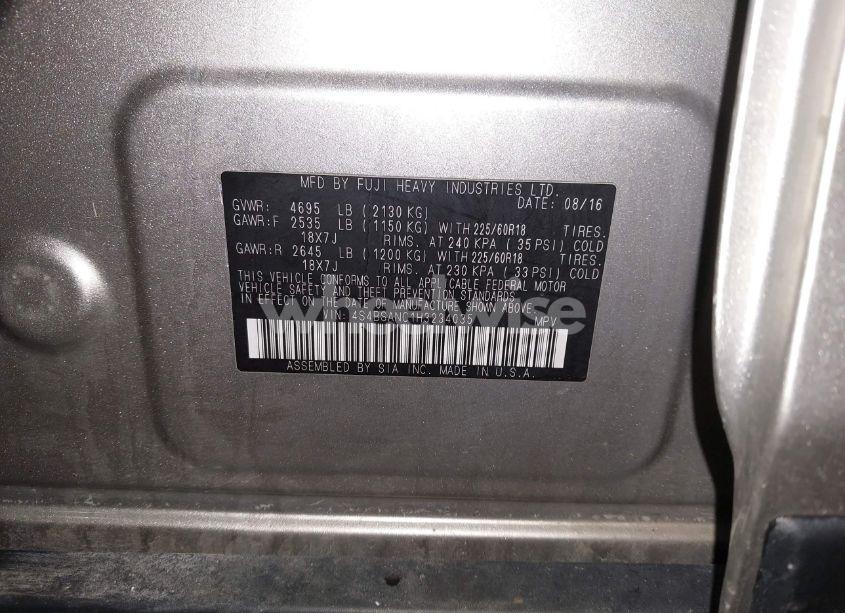 MFD BY FUJI HEAVY INDUSTRIES LTD.
DATE: 08/16
GVWR: 4695 LB (2130 KG)
GAWR:F 2535 LB (1150 KG) WITH 225/60R18 TIRES.
18X7J RIMS. AT 240 KPA (35 PSI) COLD
GAWR:R 2645 LB (1200 KG) WITH 225/60R18 TIRES.
18X7J RIMS. AT 230 KPA (33 PSI) COLD
THIS VEHICLE CONFORMS TO ALL APPLICABLE FEDERAL MOTOR
VEHICLE SAFETY AND THEFT PREVENTION STANDARDS
IN EFFECT ON THE DATE OF MANUFACTURE SHOWN ABOVE.
wheelwise
VIN: 4S4BSANC1H3234035 MPV
ASSEMBLED BY SIA INC. MADE IN U.S.A.